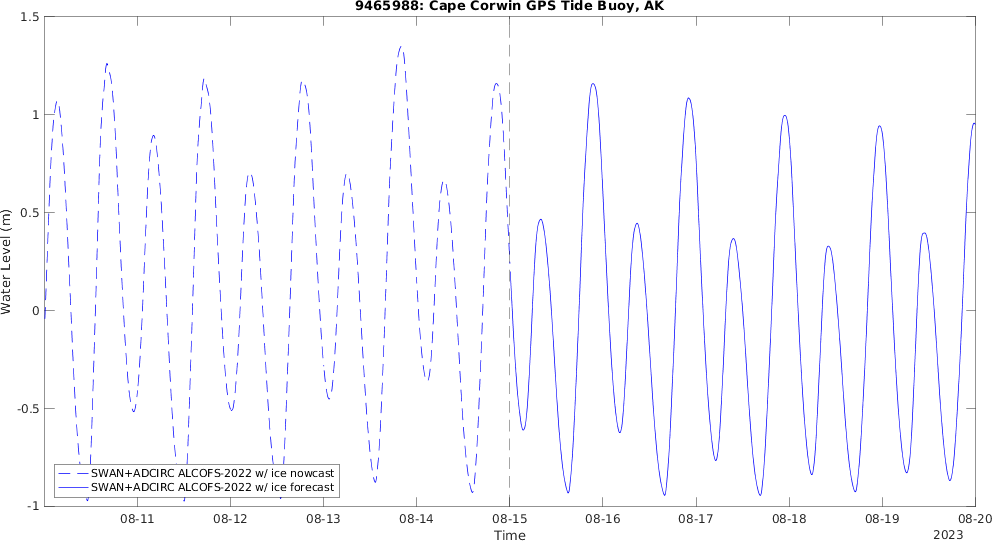 9465988: Cape Corwin GPS Tide Buoy, AK
1.5
1
0.5
0
-0.5
-1
Water Level (m)
SWAN+ADCIRC ALCOFS-2022 w/ ice nowcast
SWAN+ADCIRC ALCOFS-2022 w/ ice forecast
08-11 08-12 08-13 08-14 08-15 08-16 08-17 08-18 08-19 08-20
Time
2023